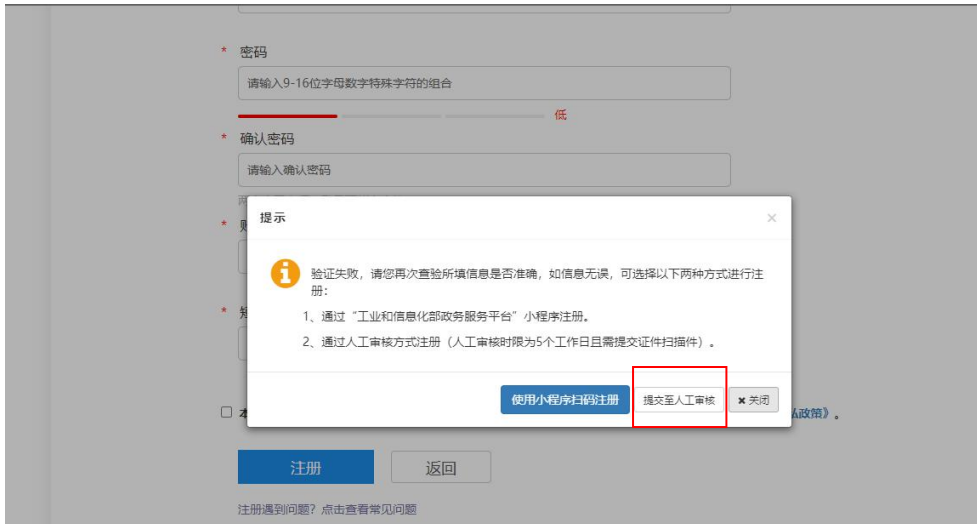 * 密码
请输入9-16位字母数字特殊字符的组合
低
* 确认密码
请输入确认密码
提示 ×
验证失败，请您再次查验所填信息是否准确，如信息无误，可选择以下两种方式进行注
册：
1、通过“工业和信息化部政务服务平台”小程序注册。
2、通过人工审核方式注册（人工审核时限为5个工作日且需提交证件扫描件）。
使用小程序扫码注册 提交至人工审核 × 关闭
* 短
本 私政策》。
注册 返回
注册遇到问题？点击查看常见问题